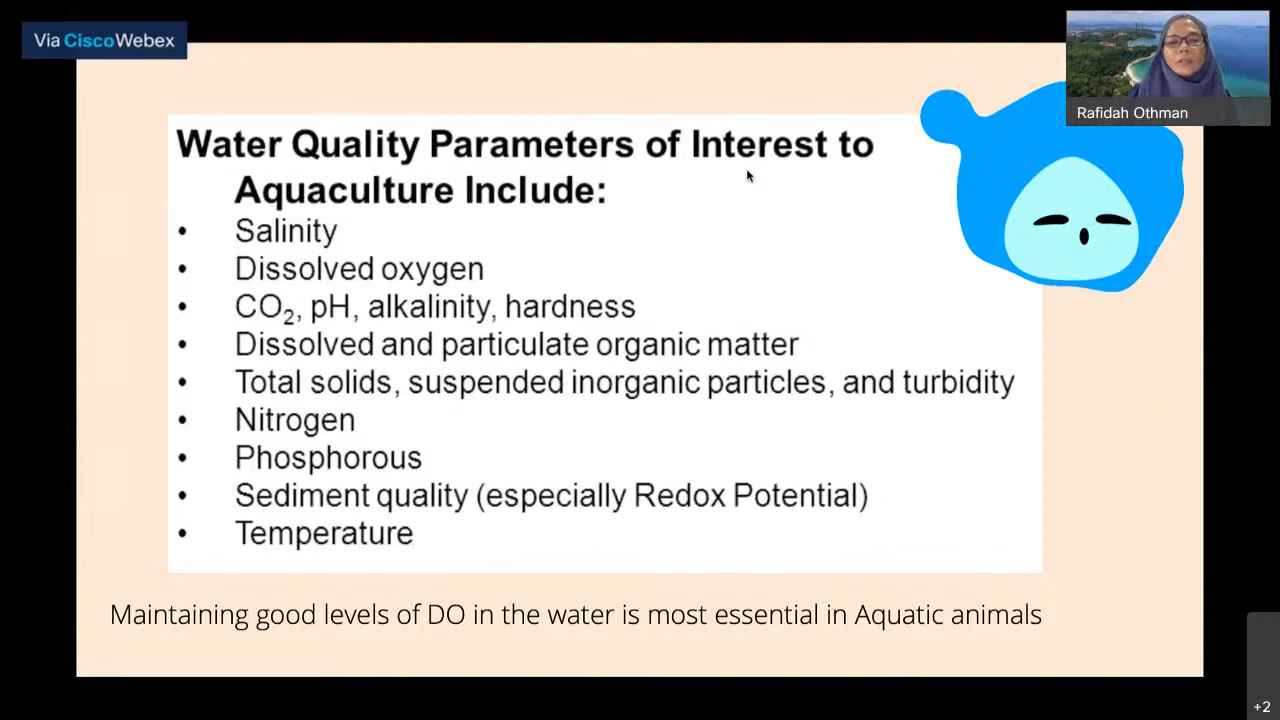 Via CiscoWebex
Rafidah Othman
Water Quality Parameters of Interest to
Aquaculture Include:
• Salinity
• Dissolved oxygen
• CO₂, pH, alkalinity, hardness
• Dissolved and particulate organic matter
• Total solids, suspended inorganic particles, and turbidity
• Nitrogen
• Phosphorous
• Sediment quality (especially Redox Potential)
• Temperature
Maintaining good levels of DO in the water is most essential in Aquatic animals
+2